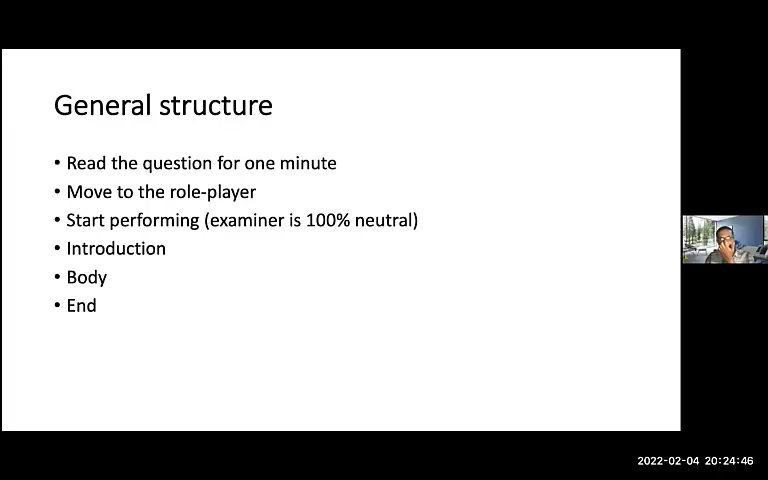 General structure
• Read the question for one minute
• Move to the role-player
• Start performing (examiner is 100% neutral)
• Introduction
• Body
• End
2022-02-04 20:24:46